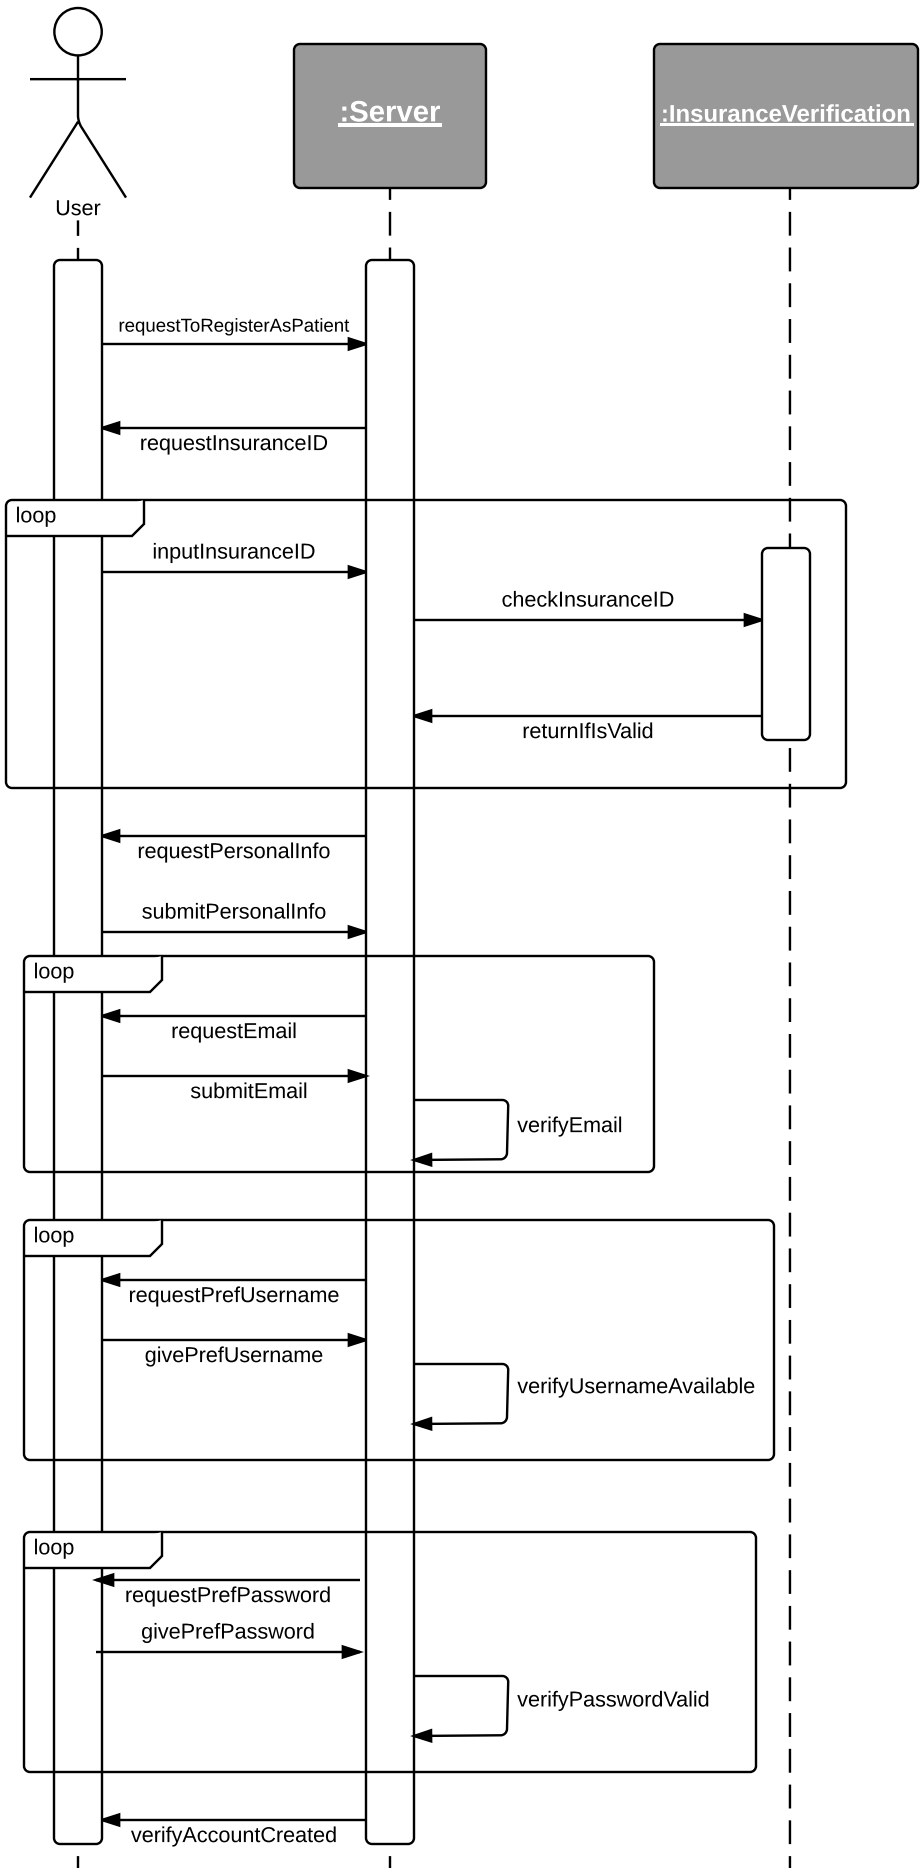 :Server
:InsuranceVerification
User
requestToRegisterAsPatient
requestInsuranceID
loop
inputInsuranceID
checkInsuranceID
returnIfIsValid
requestPersonalInfo
submitPersonalInfo
loop
requestEmail
submitEmail
verifyEmail
loop
requestPrefUsername
givePrefUsername
verifyUsernameAvailable
loop
requestPrefPassword
givePrefPassword
verifyPasswordValid
verifyAccountCreated